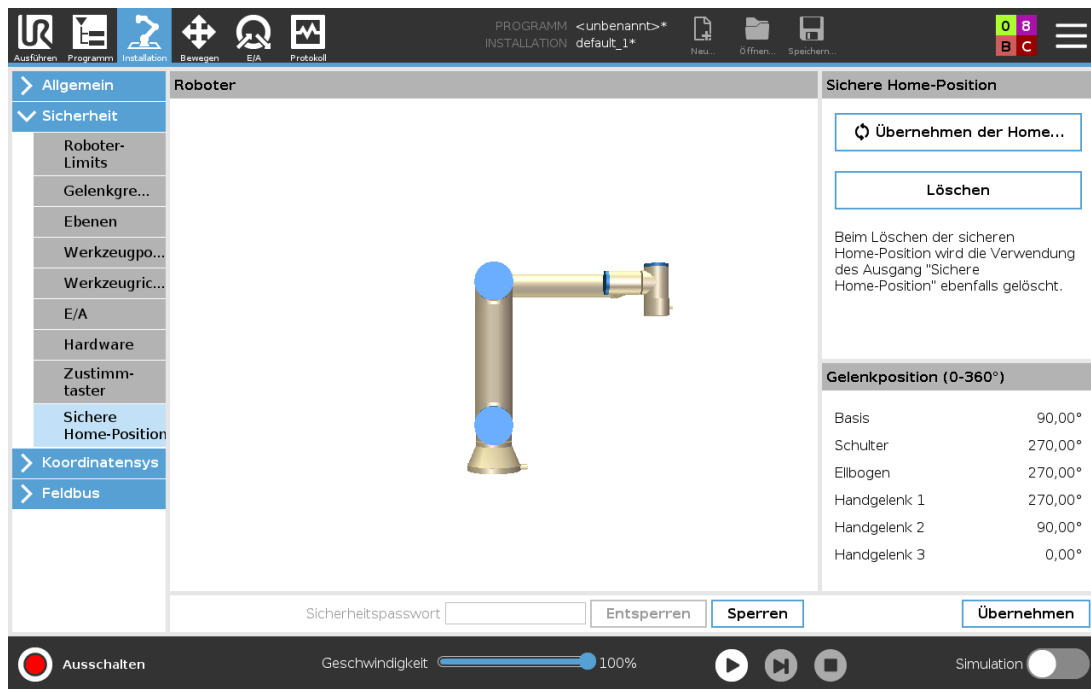 PROGRAMM <unbenannt>*
INSTALLATION default_1*
Ausführen Programm Installation Bewegen E/A Protokoll
Neu... Öffnen... Speichern...
0 8
B C
Allgemein
Sicherheit
Roboter-
Limits
Gelenkgre...
Ebenen
Werkzeugpo...
Werkzeugric...
E/A
Hardware
Zustimm-
taster
Sichere
Home-Position
Koordinatensys
Feldbus
Roboter
Sichere Home-Position
Übernehmen der Home...
Löschen
Beim Löschen der sicheren
Home-Position wird die Verwendung
des Ausgang "Sichere
Home-Position" ebenfalls gelöscht.
Gelenkposition (0-360°)
Basis 90,00°
Schulter 270,00°
Ellbogen 270,00°
Handgelenk 1 270,00°
Handgelenk 2 90,00°
Handgelenk 3 0,00°
Sicherheitspasswort Entsperren Sperren Übernehmen
Ausschalten Geschwindigkeit 100% Simulation